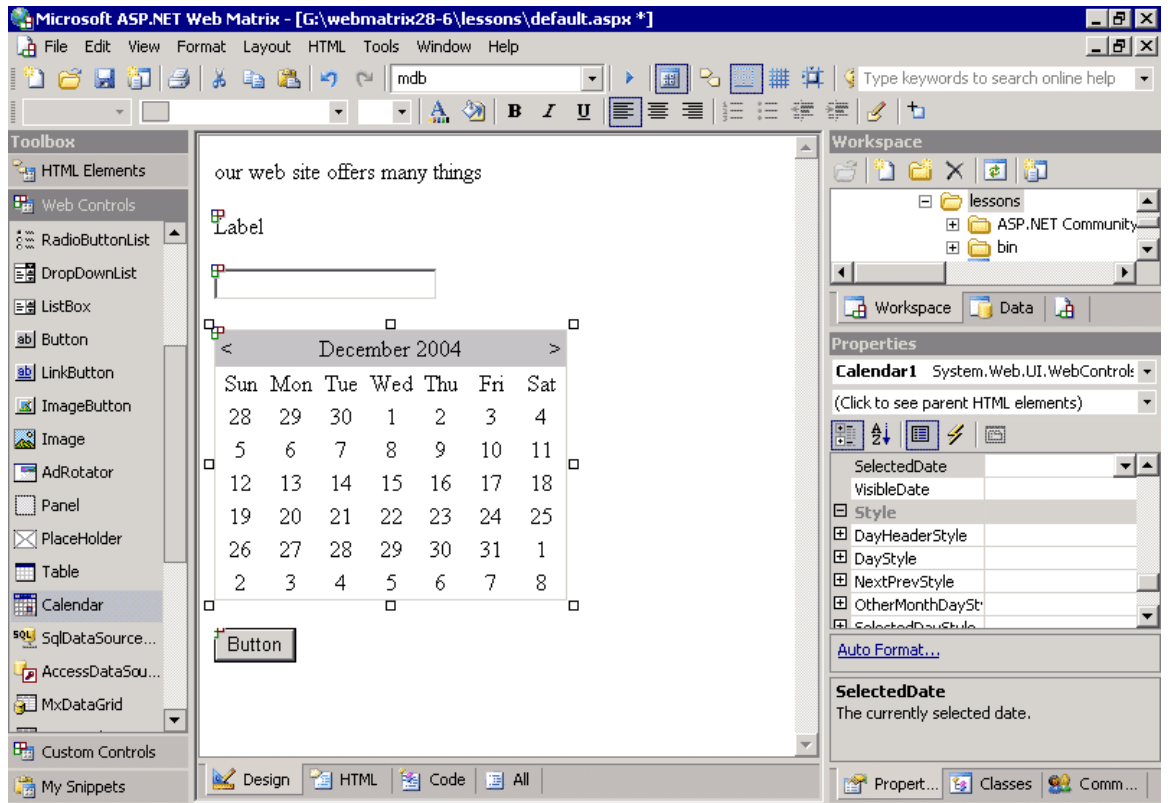 Microsoft ASP.NET Web Matrix - [G:\webmatrix28-6\lessons\default.aspx *]
File Edit View Format Layout HTML Tools Window Help
mdb
Type keywords to search online help
B I U
Toolbox
HTML Elements
Web Controls
RadioButtonList
DropDownList
ListBox
Button
LinkButton
ImageButton
Image
AdRotator
Panel
PlaceHolder
Table
Calendar
SqlDataSource...
AccessDataSou...
MxDataGrid
Custom Controls
My Snippets
our web site offers many things
Label
< December 2004 >
Sun Mon Tue Wed Thu Fri Sat
28 29 30 1 2 3 4
5 6 7 8 9 10 11
12 13 14 15 16 17 18
19 20 21 22 23 24 25
26 27 28 29 30 31 1
2 3 4 5 6 7 8
Button
Design HTML Code All
Workspace
lessons
ASP.NET Community
bin
Workspace Data
Properties
Calendar1 System.Web.UI.WebControls
(Click to see parent HTML elements)
SelectedDate
VisibleDate
Style
DayHeaderStyle
DayStyle
NextPrevStyle
OtherMonthDaySt
SelectedDayStyle
Auto Format...
SelectedDate
The currently selected date.
Propert... Classes Comm...